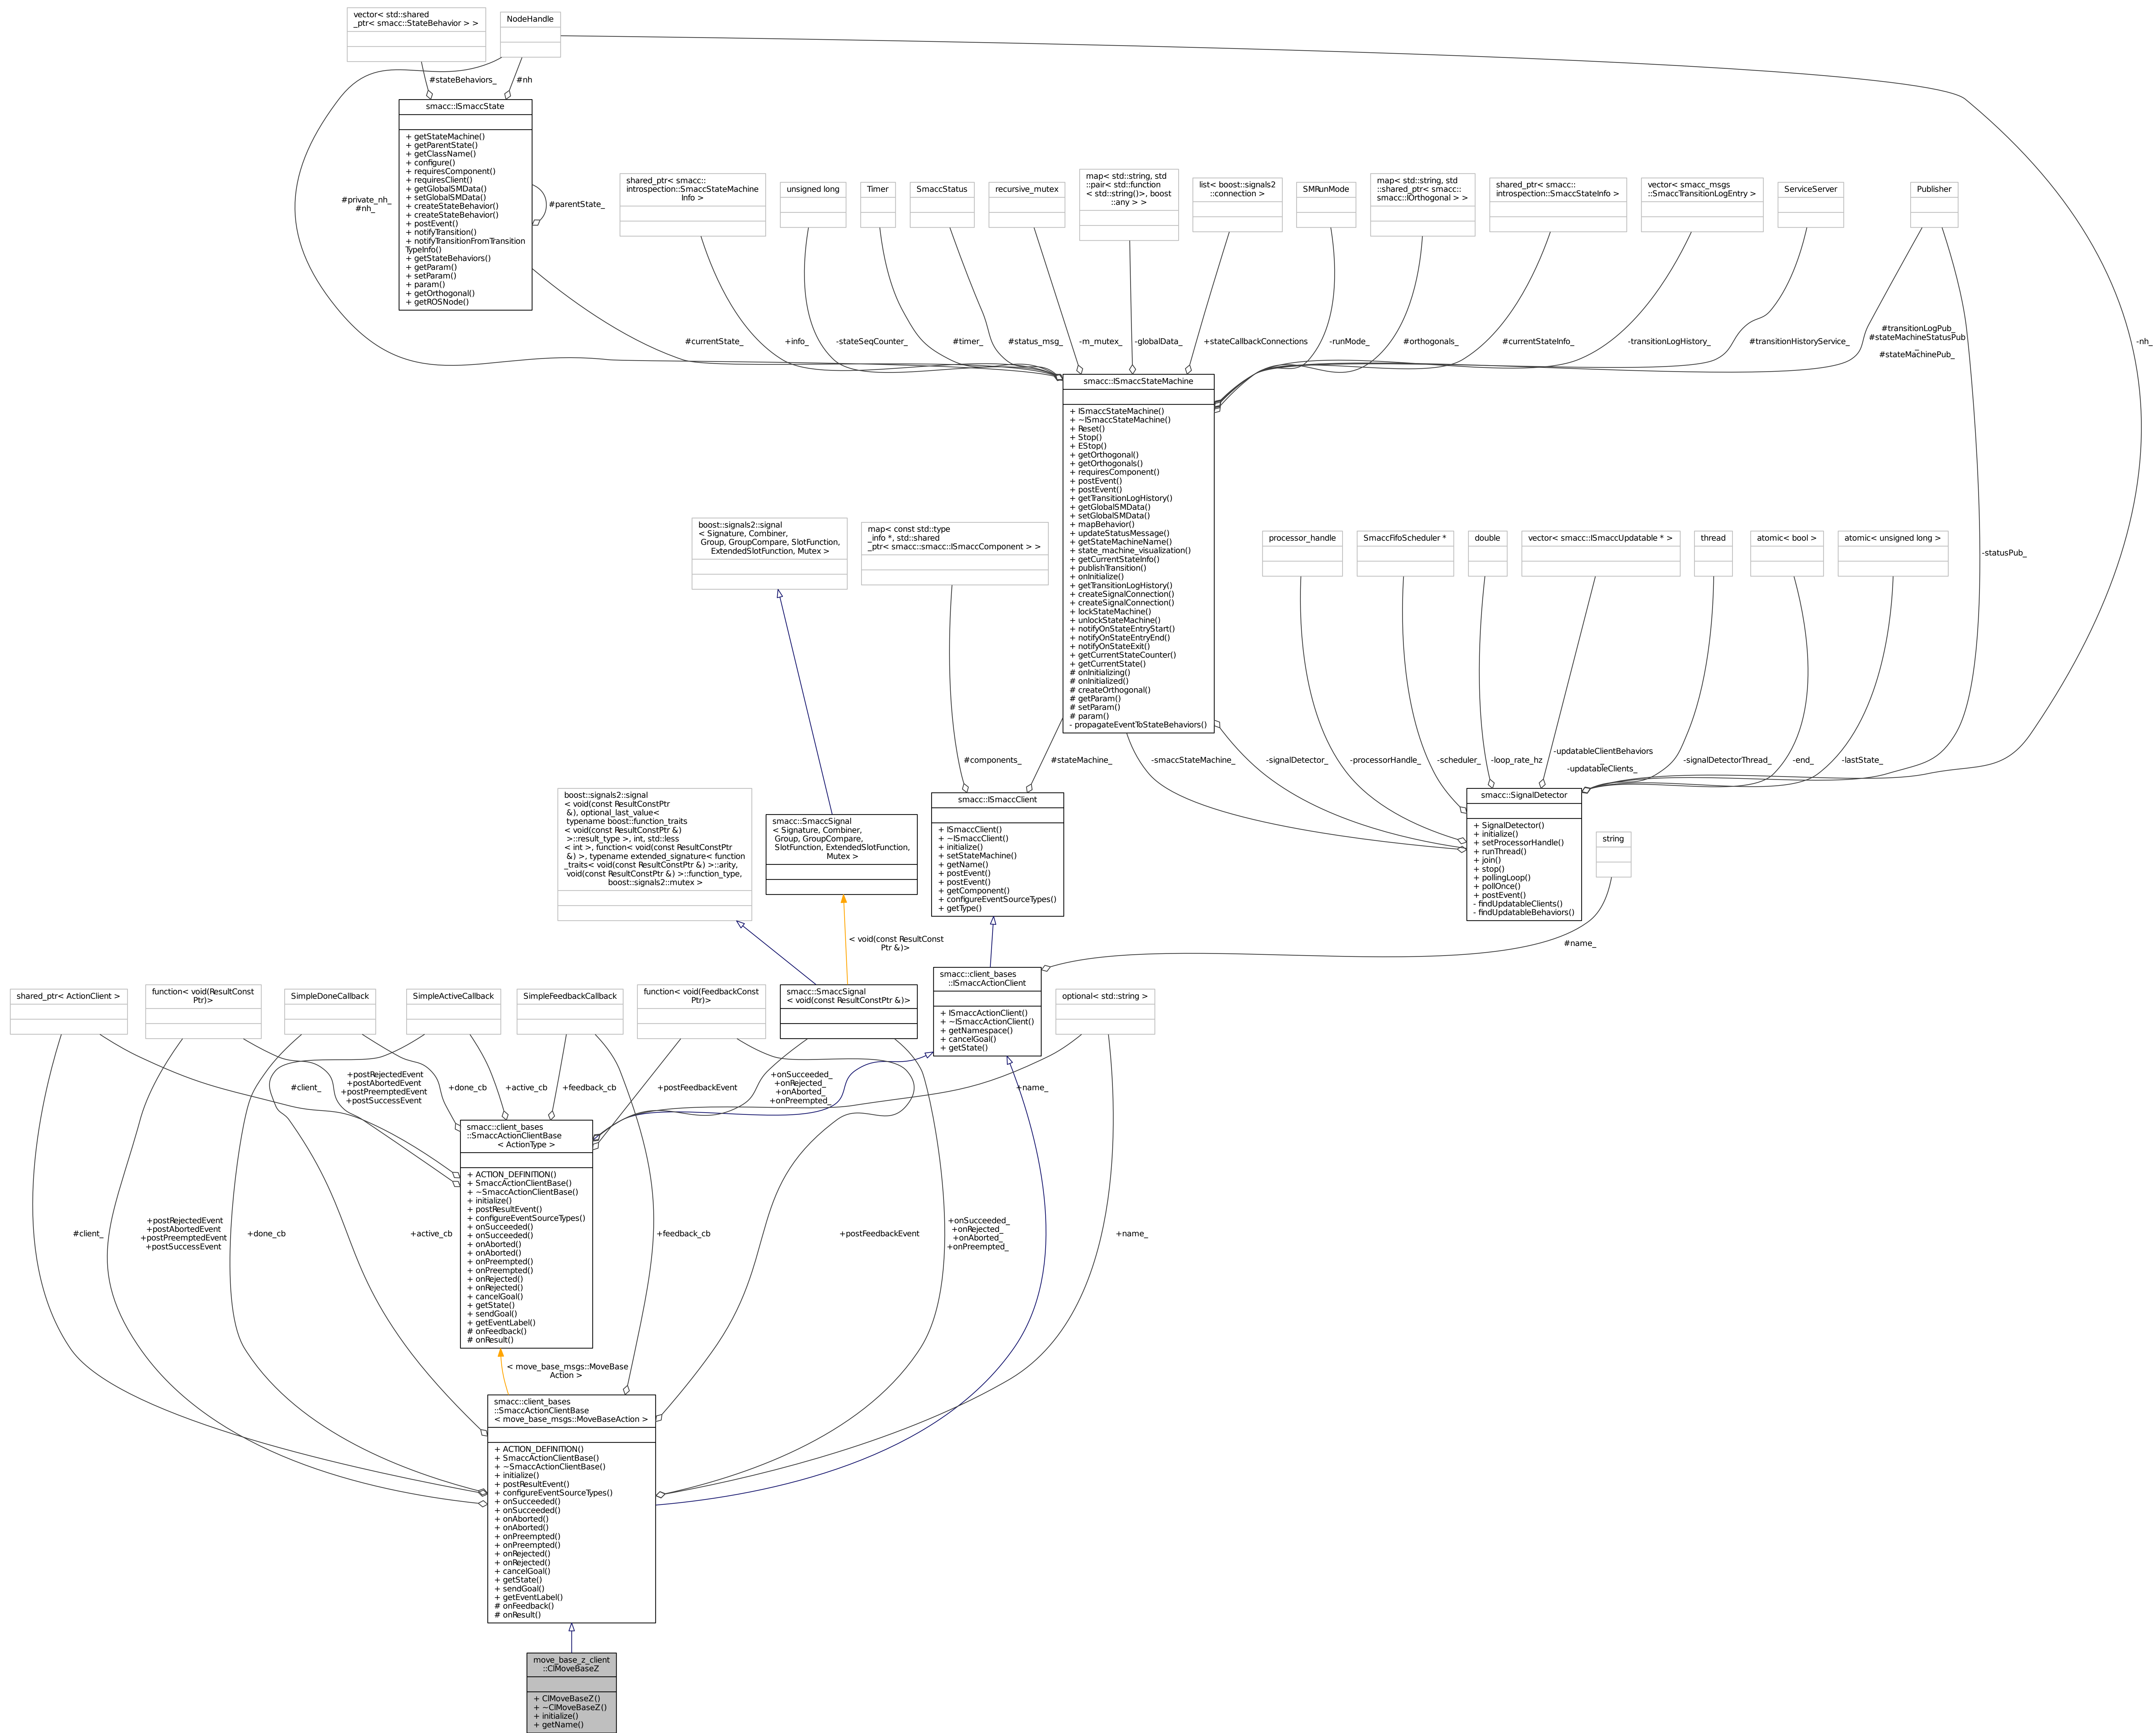 vector< std::shared
_ptr< smacc::StateBehavior > >
NodeHandle
#stateBehaviors_
#nh
smacc::ISmaccState
+ getStateMachine()
+ getParentState()
+ getClassName()
+ configure()
+ requiresComponent()
+ requiresClient()
+ getGlobalSMData()
+ setGlobalSMData()
+ createStateBehavior()
+ createStateBehavior()
+ postEvent()
+ notifyTransition()
+ notifyTransitionFromTransition
TypeInfo()
+ getStateBehaviors()
+ getParam()
+ setParam()
+ param()
+ getOrthogonal()
+ getROSNode()
#private_nh_
#nh_
#parentState_
shared_ptr< smacc::
introspection::SmaccStateMachine
Info >
unsigned long
Timer
SmaccStatus
recursive_mutex
map< std::string, std
::pair< std::function
< std::string()>, boost
::any > >
list< boost::signals2
::connection >
SMRunMode
map< std::string, std
::shared_ptr< smacc::
smacc::IOrthogonal > >
shared_ptr< smacc::
introspection::SmaccStateInfo >
vector< smacc_msgs
::SmaccTransitionLogEntry >
ServiceServer
Publisher
#currentState_
+info_
-stateSeqCounter_
#timer_
#status_msg_
-m_mutex_
-globalData_
+stateCallbackConnections
-runMode_
#orthogonals_
#currentStateInfo_
-transitionLogHistory_
#transitionHistoryService_
#transitionLogPub_
#stateMachineStatusPub
_
#stateMachinePub_
-nh_
smacc::ISmaccStateMachine
+ ISmaccStateMachine()
+ ~ISmaccStateMachine()
+ Reset()
+ Stop()
+ EStop()
+ getOrthogonal()
+ getOrthogonals()
+ requiresComponent()
+ postEvent()
+ postEvent()
+ getTransitionLogHistory()
+ getGlobalSMData()
+ setGlobalSMData()
+ mapBehavior()
+ updateStatusMessage()
+ getStateMachineName()
+ state_machine_visualization()
+ getCurrentStateInfo()
+ publishTransition()
+ onInitialize()
+ getTransitionLogHistory()
+ createSignalConnection()
+ createSignalConnection()
+ lockStateMachine()
+ unlockStateMachine()
+ notifyOnStateEntryStart()
+ notifyOnStateEntryEnd()
+ notifyOnStateExit()
+ getCurrentStateCounter()
+ getCurrentState()
# onInitializing()
# onInitialized()
# createOrthogonal()
# getParam()
# setParam()
# param()
- propagateEventToStateBehaviors()
boost::signals2::signal
< Signature, Combiner,
Group, GroupCompare, SlotFunction,
ExtendedSlotFunction, Mutex >
map< const std::type
_info *, std::shared
_ptr< smacc::smacc::ISmaccComponent > >
processor_handle
SmaccFifoScheduler *
double
vector< smacc::ISmaccUpdatable * >
thread
atomic< bool >
atomic< unsigned long >
-statusPub_
#components_
#stateMachine_
-smaccStateMachine_
-signalDetector_
-processorHandle_
-scheduler_
-loop_rate_hz
-updatableClientBehaviors
_
-updatableClients_
-signalDetectorThread_
-end_
-lastState_
boost::signals2::signal
< void(const ResultConstPtr
&), optional_last_value<
typename boost::function_traits
< void(const ResultConstPtr &)
>::result_type >, int, std::less
< int >, function< void(const ResultConstPtr
&) >, typename extended_signature< function
_traits< void(const ResultConstPtr &) >::arity,
void(const ResultConstPtr &) >::function_type,
boost::signals2::mutex >
smacc::SmaccSignal
< Signature, Combiner,
Group, GroupCompare,
SlotFunction, ExtendedSlotFunction,
Mutex >
smacc::ISmaccClient
+ ISmaccClient()
+ ~ISmaccClient()
+ initialize()
+ setStateMachine()
+ getName()
+ postEvent()
+ postEvent()
+ getComponent()
+ configureEventSourceTypes()
+ getType()
smacc::SignalDetector
+ SignalDetector()
+ initialize()
+ setProcessorHandle()
+ runThread()
+ join()
+ stop()
+ pollingLoop()
+ pollOnce()
+ postEvent()
- findUpdatableClients()
- findUpdatableBehaviors()
string
< void(const ResultConst
Ptr &)>
#name_
shared_ptr< ActionClient >
function< void(ResultConst
Ptr)>
SimpleDoneCallback
SimpleActiveCallback
SimpleFeedbackCallback
function< void(FeedbackConst
Ptr)>
smacc::SmaccSignal
< void(const ResultConstPtr &)>
smacc::client_bases
::ISmaccActionClient
+ ISmaccActionClient()
+ ~ISmaccActionClient()
+ getNamespace()
+ cancelGoal()
+ getState()
optional< std::string >
#client_
+postRejectedEvent
+postAbortedEvent
+postPreemptedEvent
+postSuccessEvent
+done_cb
+active_cb
+feedback_cb
+postFeedbackEvent
+onSucceeded_
+onRejected_
+onAborted_
+onPreempted_
+name_
smacc::client_bases
::SmaccActionClientBase
< ActionType >
+ ACTION_DEFINITION()
+ SmaccActionClientBase()
+ ~SmaccActionClientBase()
+ initialize()
+ postResultEvent()
+ configureEventSourceTypes()
+ onSucceeded()
+ onSucceeded()
+ onAborted()
+ onAborted()
+ onPreempted()
+ onPreempted()
+ onRejected()
+ onRejected()
+ cancelGoal()
+ getState()
+ sendGoal()
+ getEventLabel()
# onFeedback()
# onResult()
#client_
+postRejectedEvent
+postAbortedEvent
+postPreemptedEvent
+postSuccessEvent
+done_cb
+active_cb
+feedback_cb
+postFeedbackEvent
+onSucceeded_
+onRejected_
+onAborted_
+onPreempted_
+name_
< move_base_msgs::MoveBase
Action >
smacc::client_bases
::SmaccActionClientBase
< move_base_msgs::MoveBaseAction >
+ ACTION_DEFINITION()
+ SmaccActionClientBase()
+ ~SmaccActionClientBase()
+ initialize()
+ postResultEvent()
+ configureEventSourceTypes()
+ onSucceeded()
+ onSucceeded()
+ onAborted()
+ onAborted()
+ onPreempted()
+ onPreempted()
+ onRejected()
+ onRejected()
+ cancelGoal()
+ getState()
+ sendGoal()
+ getEventLabel()
# onFeedback()
# onResult()
move_base_z_client
::ClMoveBaseZ
+ ClMoveBaseZ()
+ ~ClMoveBaseZ()
+ initialize()
+ getName()